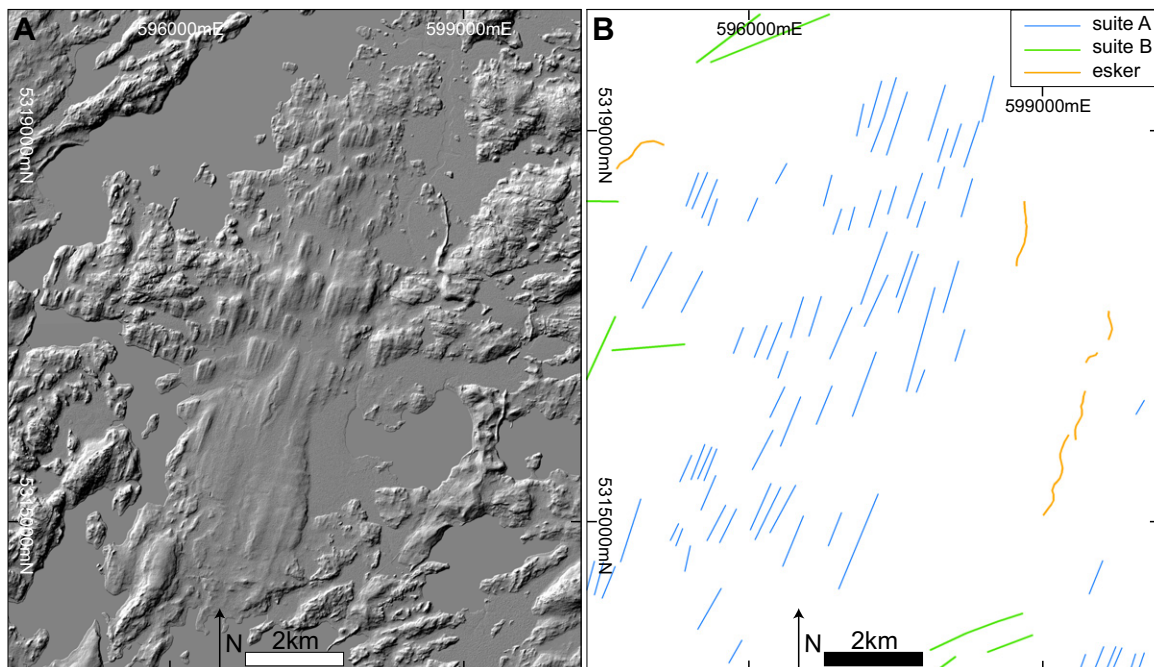 A
596000mE
599000mE
5319000mN
5315000mN
N
2km
B
596000mE
suite A
suite B
esker
599000mE
5319000mN
5315000mN
N
2km